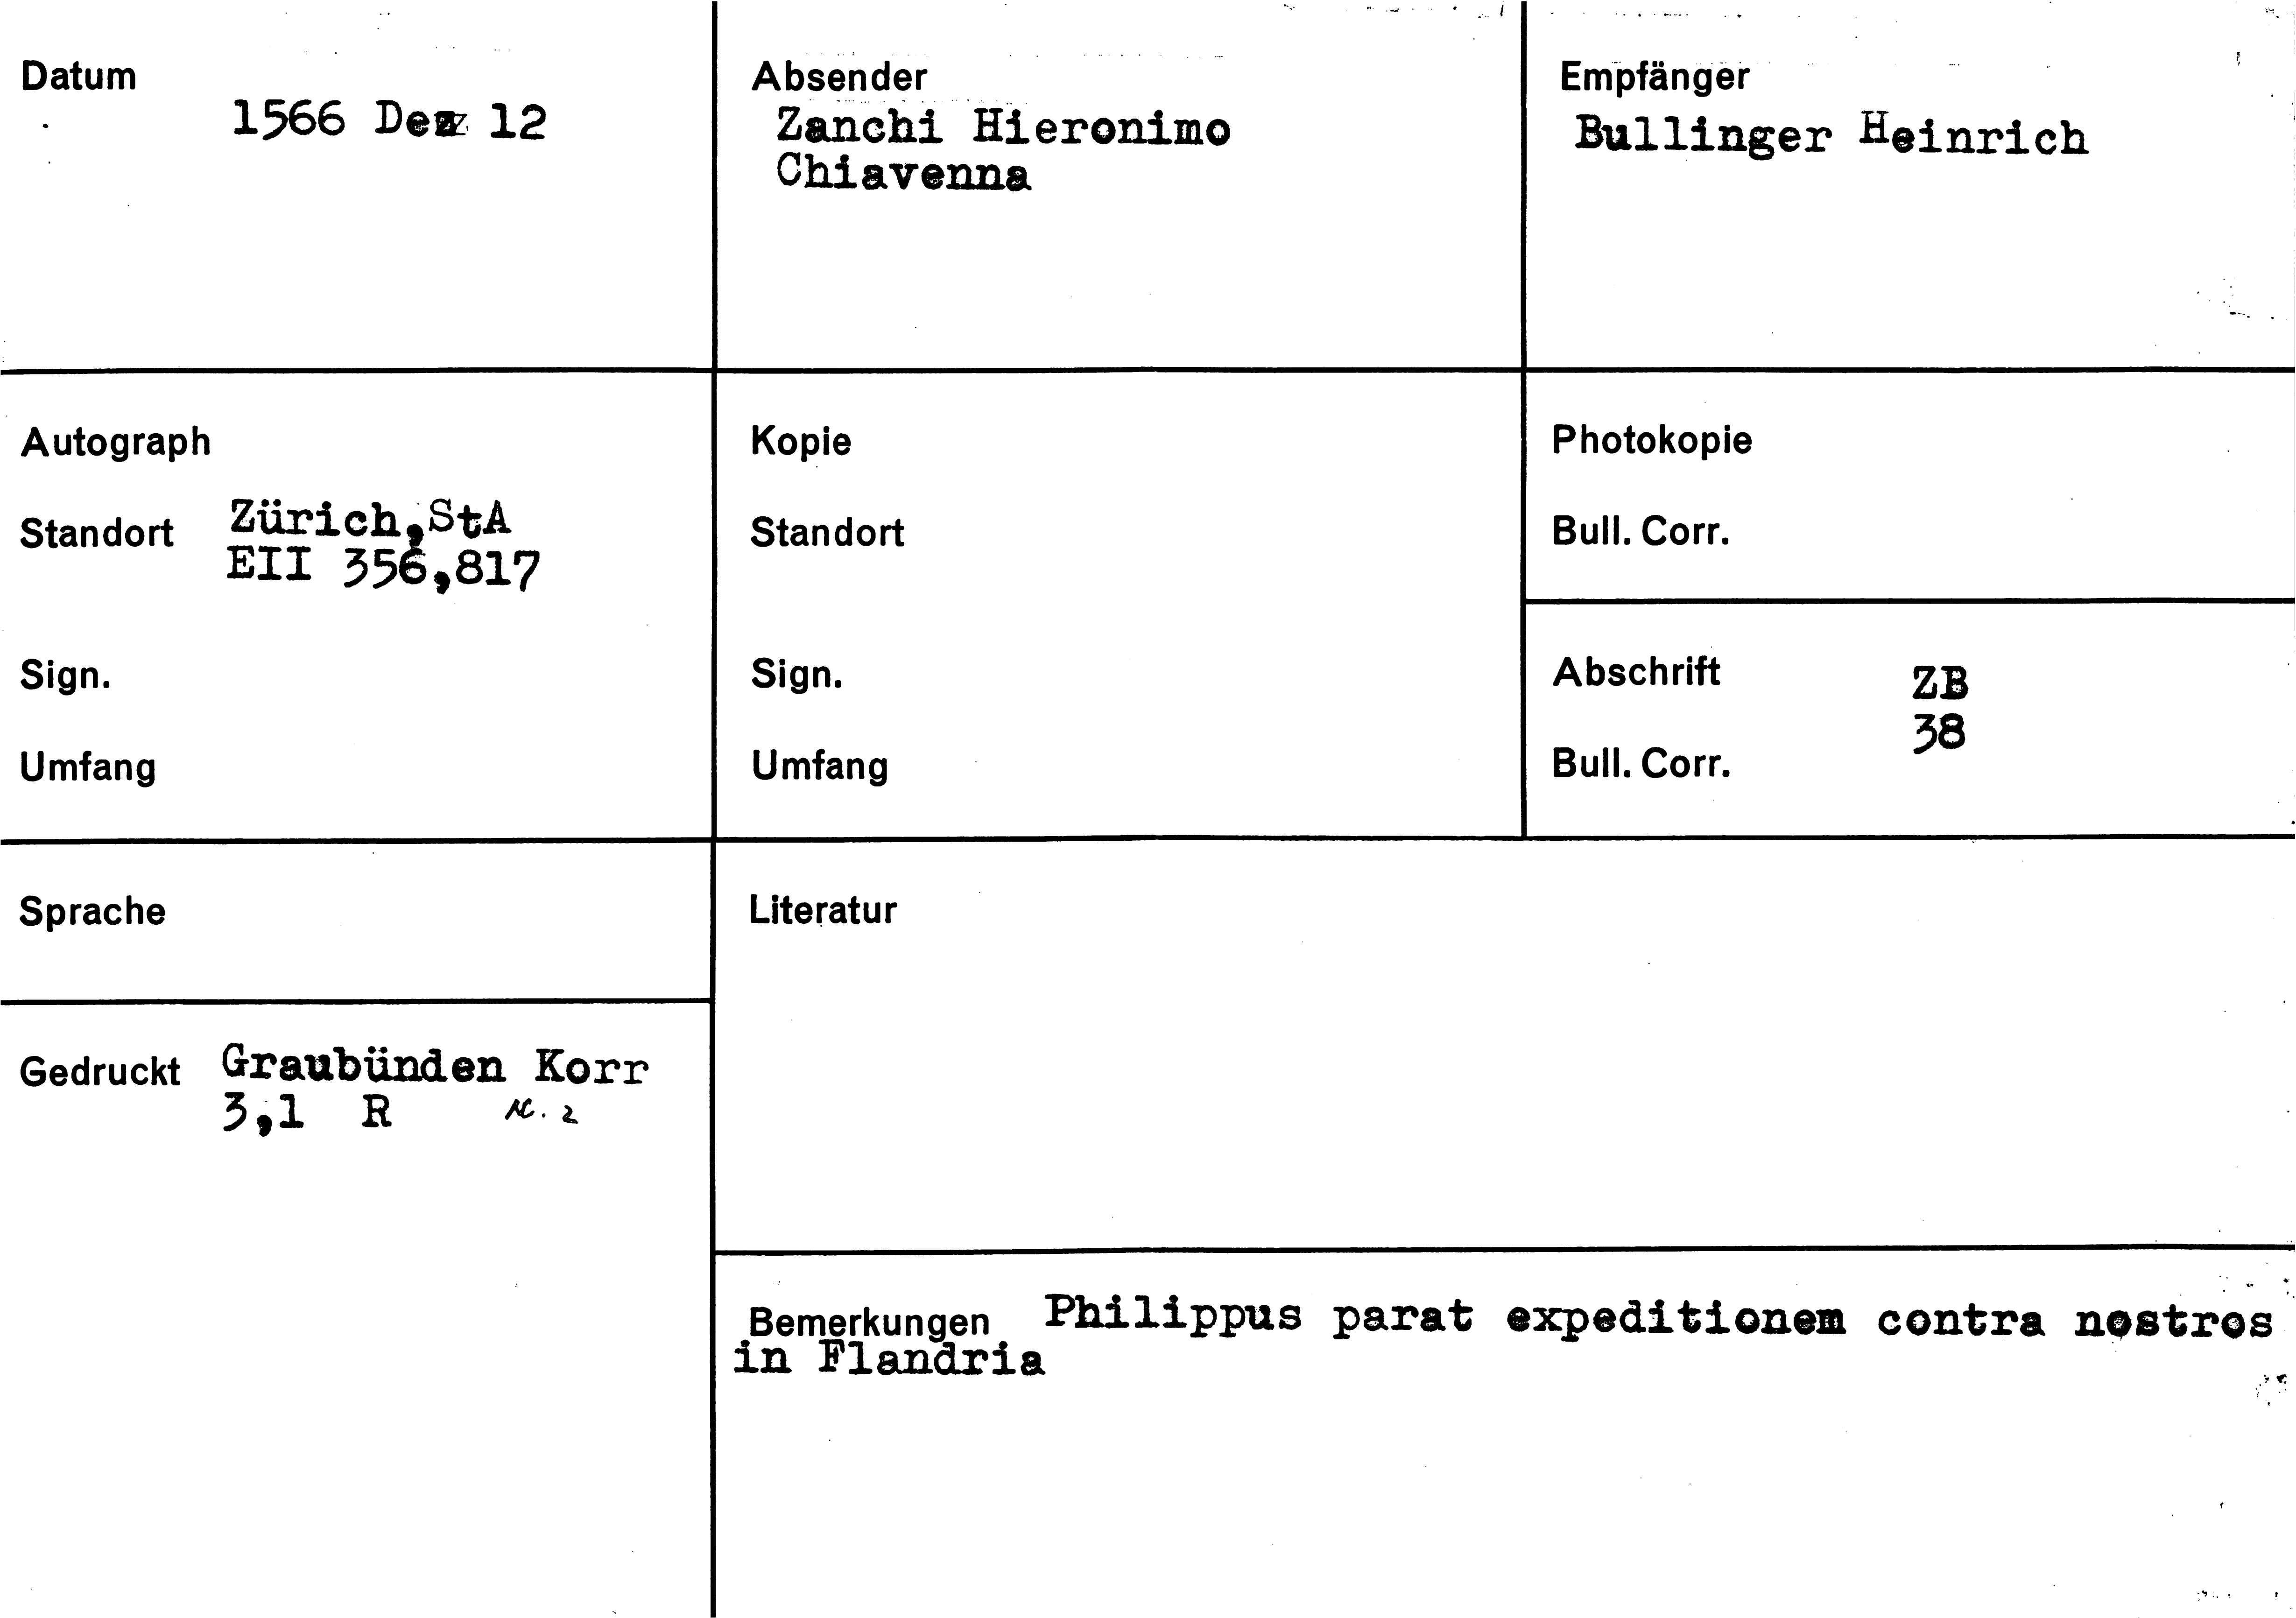 Datum
1566 Dez 12
Absender
Zanchi Hieronimo
Chiavenna
Empfänger
Bullinger Heinrich
Autograph
Standort Zürich,StA
EII 356,817
Sign.
Umfang
Kopie
Standort
Sign.
Umfang
Photokopie
Bull. Corr.
Abschrift ZB
38
Bull. Corr.
Sprache
Literatur
Gedruckt Graubünden Korr
3,1 R
Bemerkungen Philippus parat expeditionem contra nostros
in Flandria